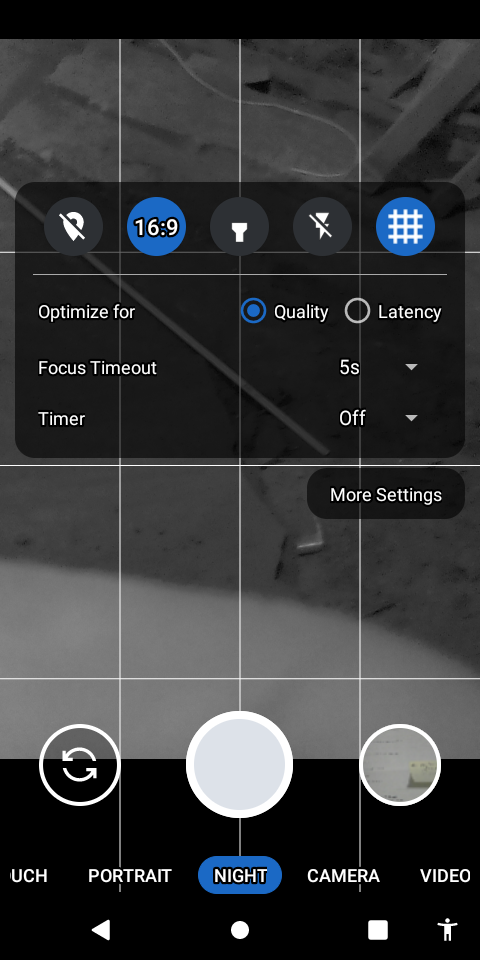 16:9
Optimize for Quality Latency
Focus Timeout 5s
Timer Off
More Settings
UCH PORTRAIT NIGHT CAMERA VIDEO